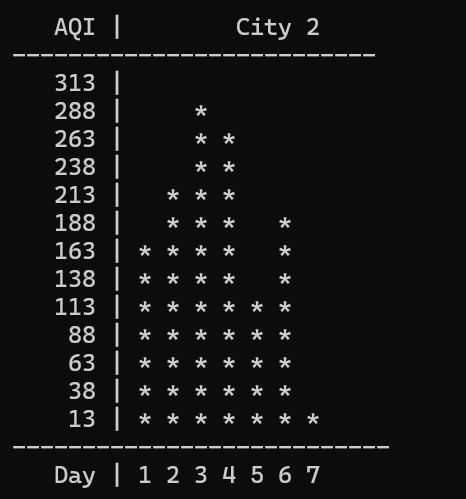 AQI |        City 2
--------------------------
   313 |
   288 |     *
   263 |     * *
   238 |     * *
   213 |   * * *
   188 |   * * *   *
   163 | * * * *   *
   138 | * * * *   *
   113 | * * * * * *
    88 | * * * * * *
    63 | * * * * * *
    38 | * * * * * *
    13 | * * * * * * *
---------------------------
   Day | 1 2 3 4 5 6 7